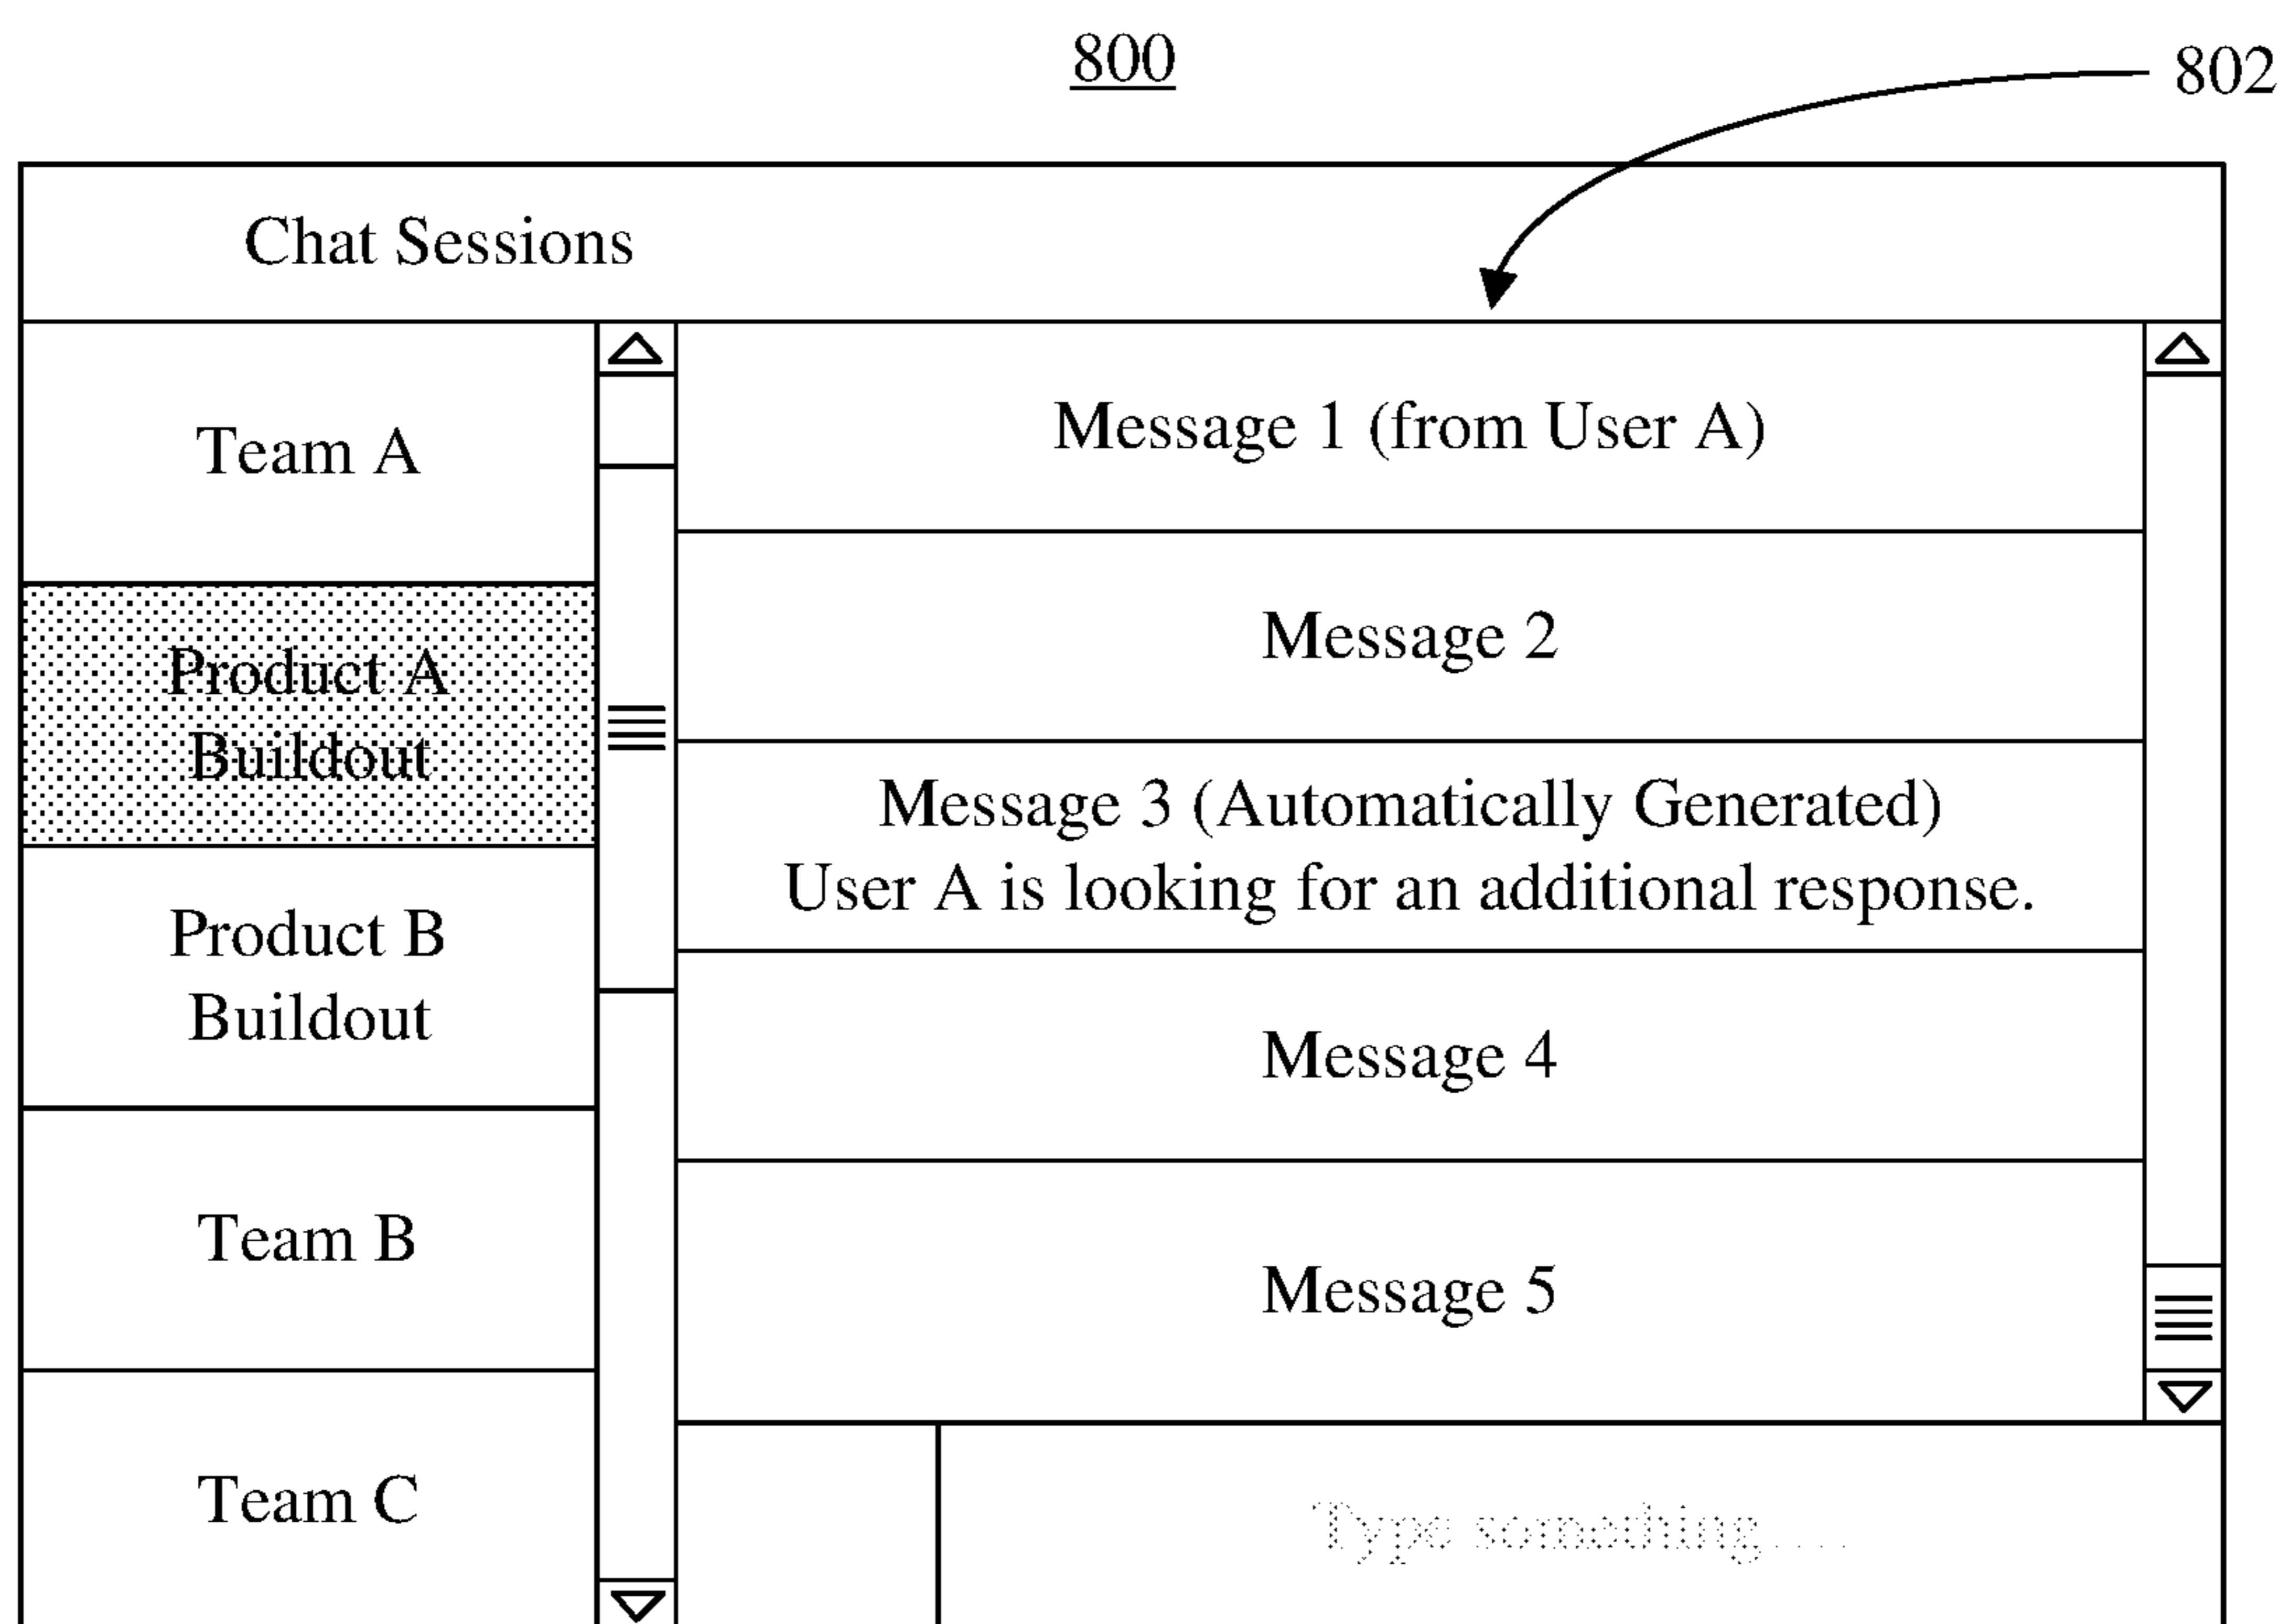 800
802
Chat Sessions
Team A
Product A
Buildout
Product B
Buildout
Team B
Team C
Message 1 (from User A)
Message 2
Message 3 (Automatically Generated)
User A is looking for an additional response.
Message 4
Message 5
Type something....